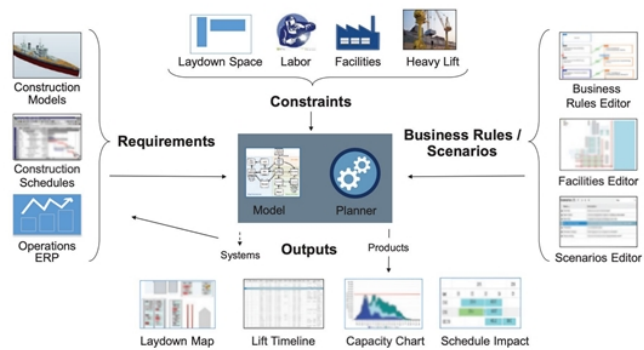 Laydown Space
Labor
Facilities
Heavy Lift
Constraints
Construction
Models
Construction
Schedules
Operations
ERP
Requirements
Model
Planner
Business Rules /
Scenarios
Business
Rules Editor
Facilities Editor
Scenarios Editor
Systems
Outputs
Products
Laydown Map
Lift Timeline
Capacity Chart
Schedule Impact